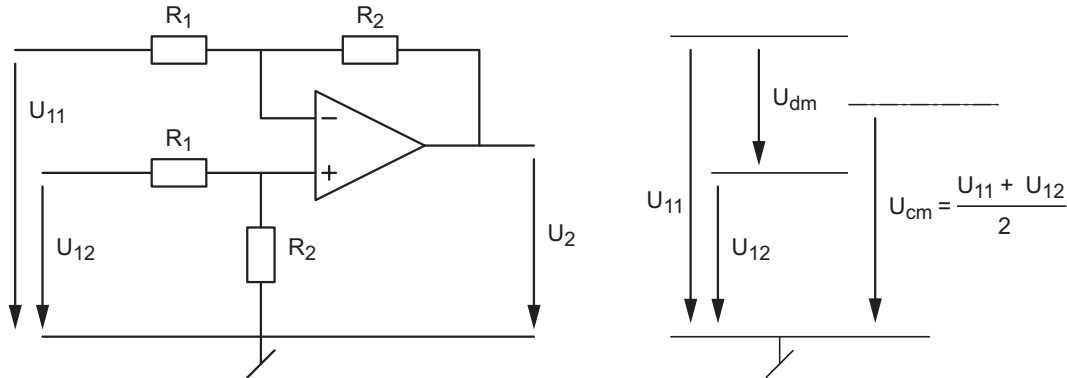 R1
R2
U11
R1
U12
R2
−
+
U2
U11
U12
Udm
Ucm = (U11 + U12) / 2